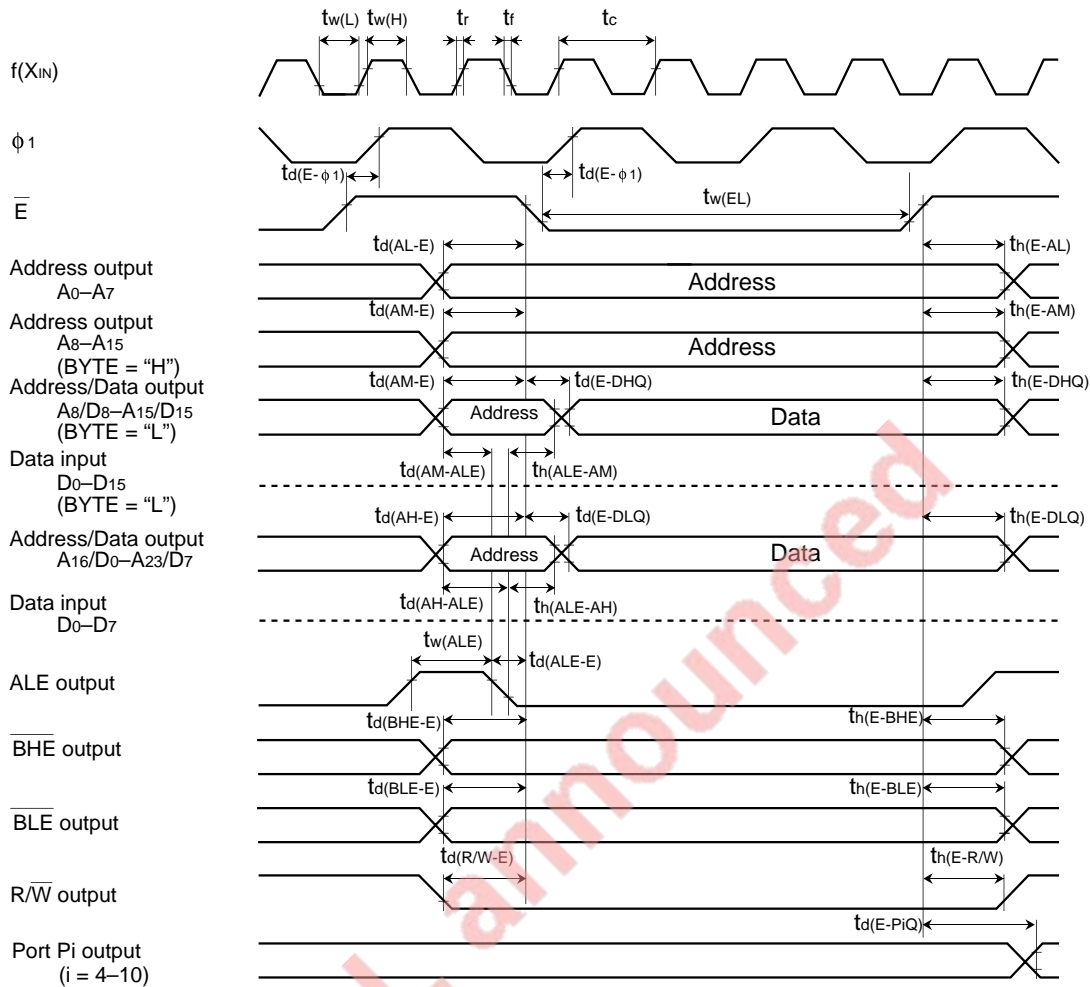 tw(L) tw(H) tr tf tc
f(XIN)
ϕ1
td(E-ϕ1) td(E-ϕ1)
E tw(EL)
td(AL-E) th(E-AL)
Address output
A0–A7
Address
td(AM-E) th(E-AM)
Address output
A8–A15
(BYTE = “H”)
Address
td(AM-E) td(E-DHQ) th(E-DHQ)
Address/Data output
A8/D8–A15/D15
(BYTE = “L”)
Address Data
td(AM-ALE) th(ALE-AM)
Data input
D0–D15
(BYTE = “L”)
td(AH-E) td(E-DLQ) th(E-DLQ)
Address/Data output
A16/D0–A23/D7
Address Data
td(AH-ALE) th(ALE-AH)
Data input
D0–D7
tw(ALE) td(ALE-E)
ALE output
td(BHE-E) th(E-BHE)
BHE output
td(BLE-E) th(E-BLE)
BLE output
td(R/W-E) th(E-R/W)
R/W output
td(E-PiQ)
Port Pi output
(i = 4–10)
announced